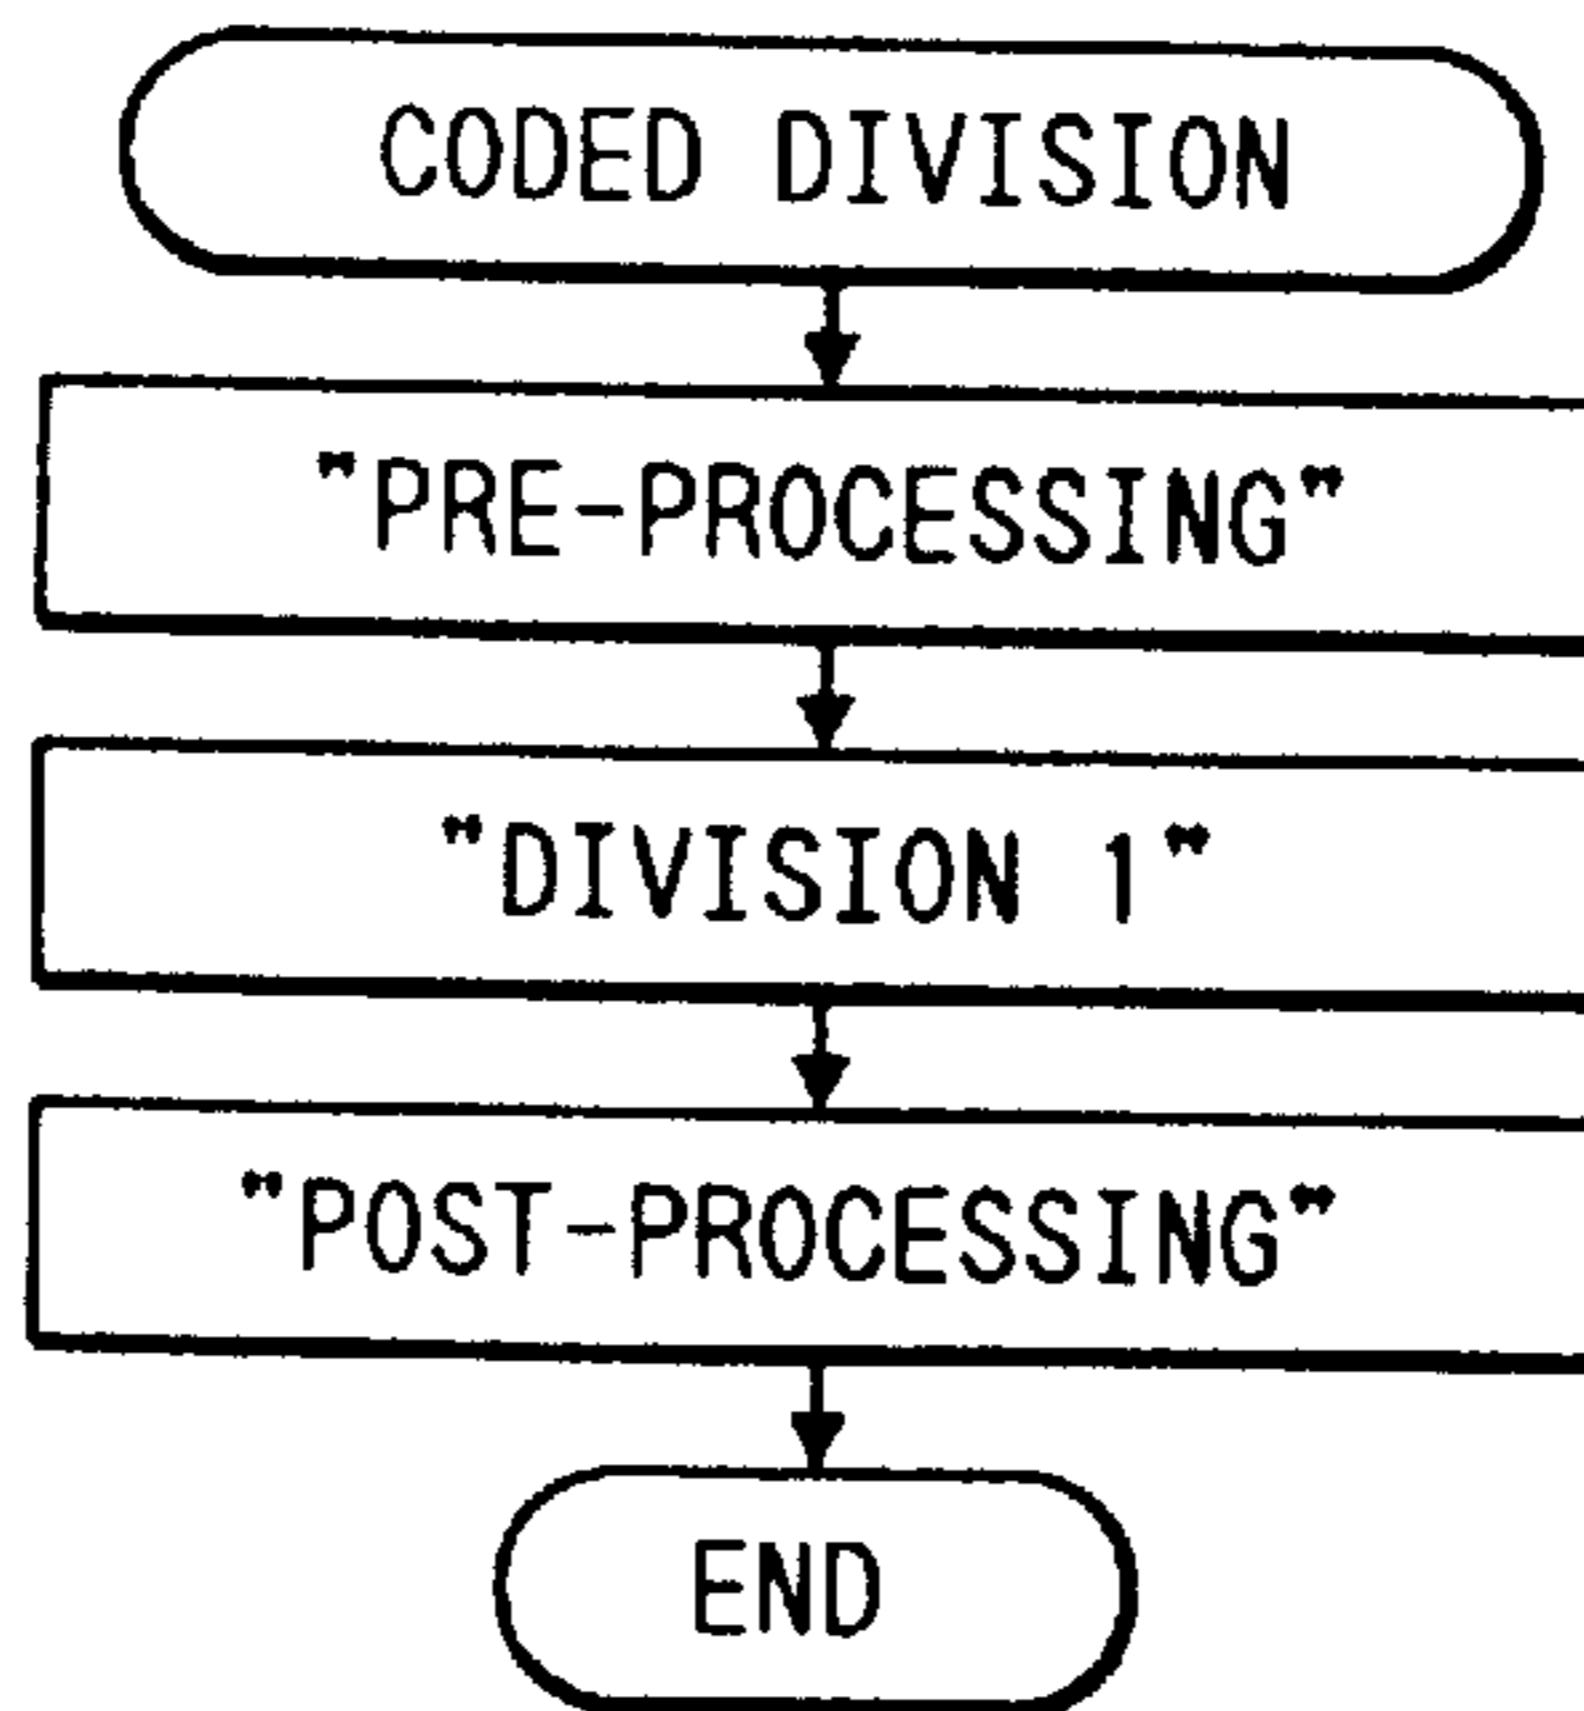 CODED DIVISION
"PRE-PROCESSING"
"DIVISION 1"
"POST-PROCESSING"
END